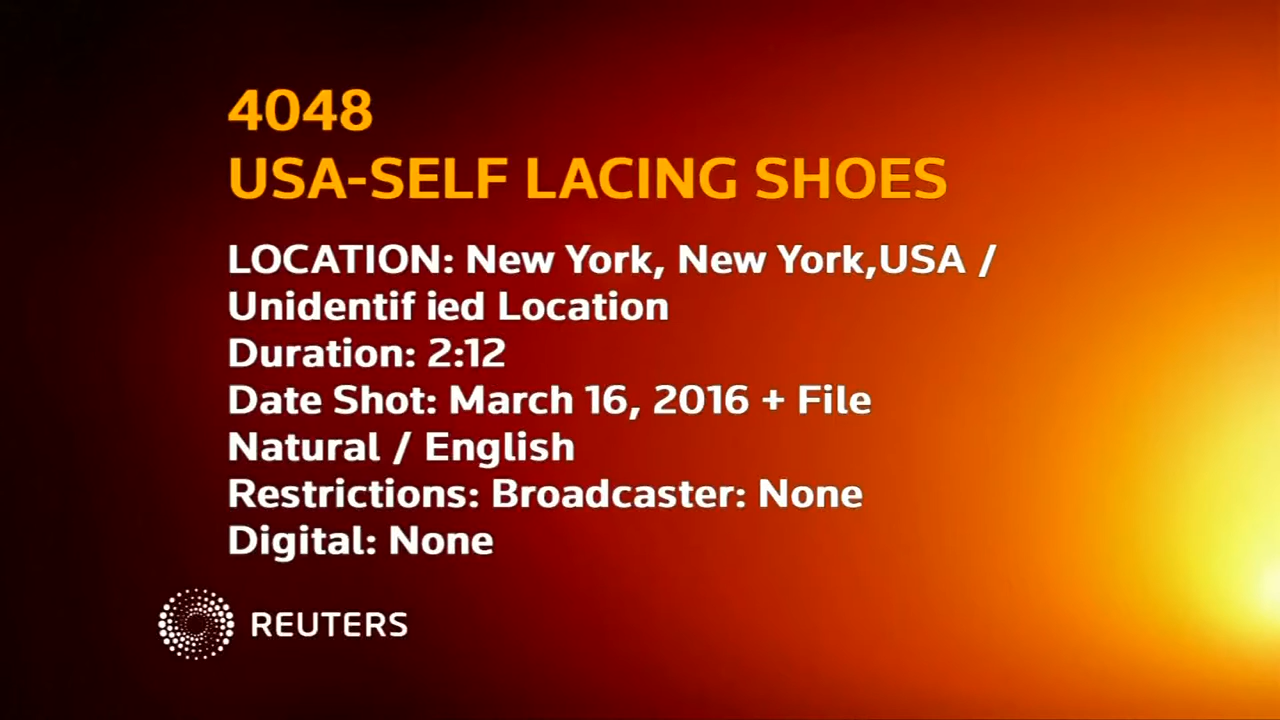 4048
USA-SELF LACING SHOES
LOCATION: New York, New York,USA /
Unidentif ied Location
Duration: 2:12
Date Shot: March 16, 2016 + File
Natural / English
Restrictions: Broadcaster: None
Digital: None
REUTERS